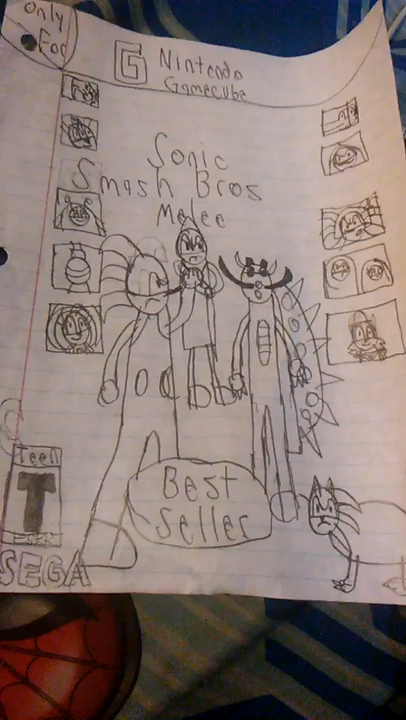 Only
For
G Nintendo
Gamecube
Sonic
Smash Bros
Melee
Best
Seller
Teen
T
SEGA